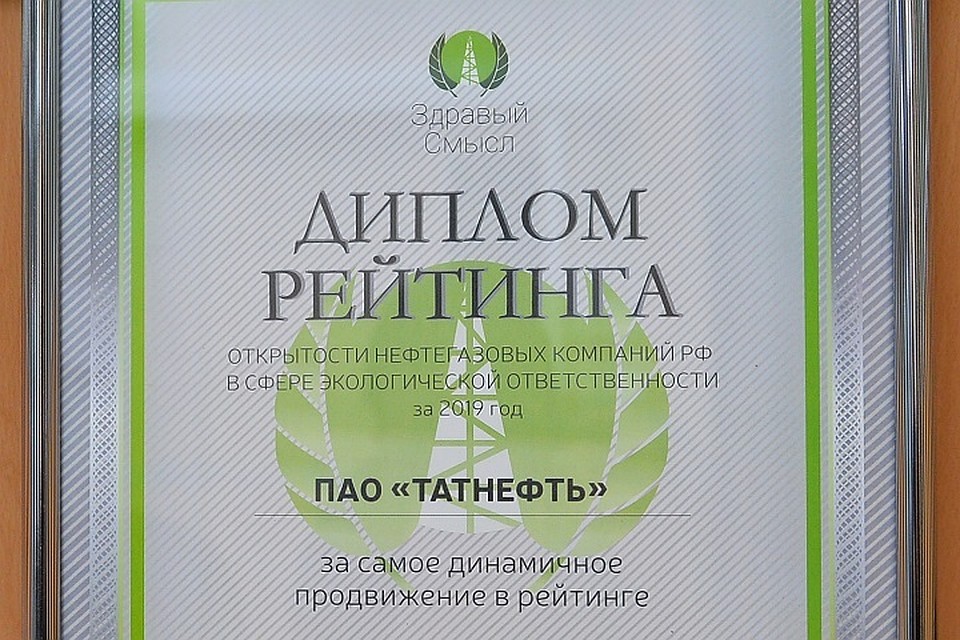 Здравый
Смысл
ДИПЛОМ
РЕЙТИНГА
ОТКРЫТОСТИ НЕФТЕГАЗОВЫХ КОМПАНИЙ РФ
В СФЕРЕ ЭКОЛОГИЧЕСКОЙ ОТВЕТСТВЕННОСТИ
за 2019 год
ПАО «ТАТНЕФТЬ»
за самое динамичное
продвижение в рейтинге